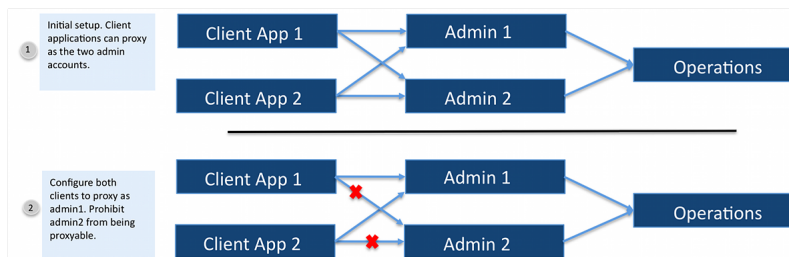 1
Initial setup. Client
applications can proxy
as the two admin
accounts.
Client App 1
Admin 1
Operations
Client App 2
Admin 2
2
Configure both
clients to proxy as
admin1. Prohibit
admin2 from being
proxyable.
Client App 1
Admin 1
Operations
Client App 2
Admin 2